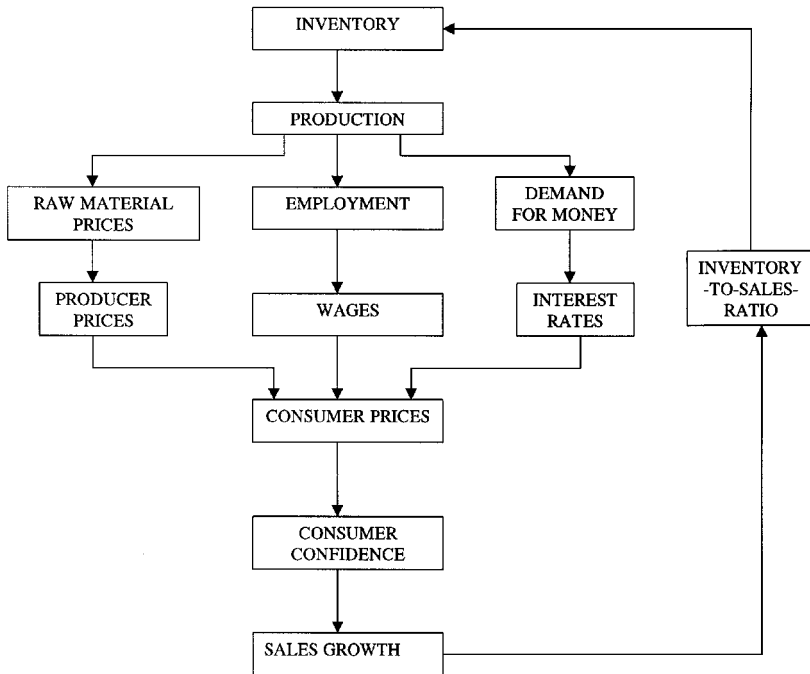 INVENTORY
PRODUCTION
RAW MATERIAL
PRICES
EMPLOYMENT
DEMAND
FOR MONEY
PRODUCER
PRICES
WAGES
INTEREST
RATES
INVENTORY
-TO-SALES-
RATIO
CONSUMER PRICES
CONSUMER
CONFIDENCE
SALES GROWTH